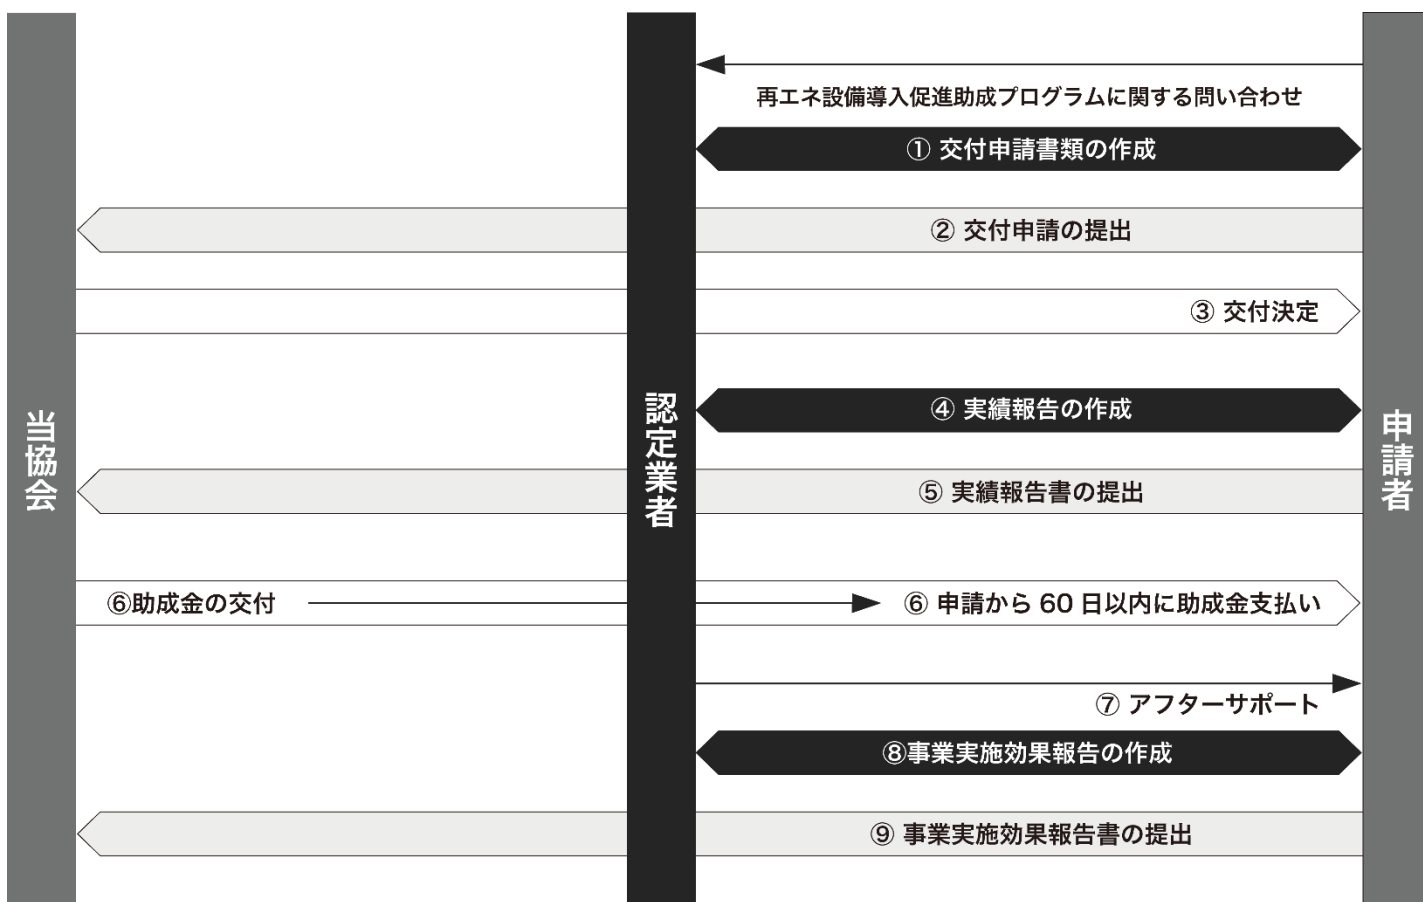 再エネ設備導入促進助成プログラムに関する問い合わせ
① 交付申請書類の作成
② 交付申請の提出
③ 交付決定
④ 実績報告の作成
⑤ 実績報告書の提出
⑥助成金の交付
⑥ 申請から 60 日以内に助成金支払い
⑦ アフターサポート
⑧事業実施効果報告の作成
⑨ 事業実施効果報告書の提出
当協会
認定業者
申請者